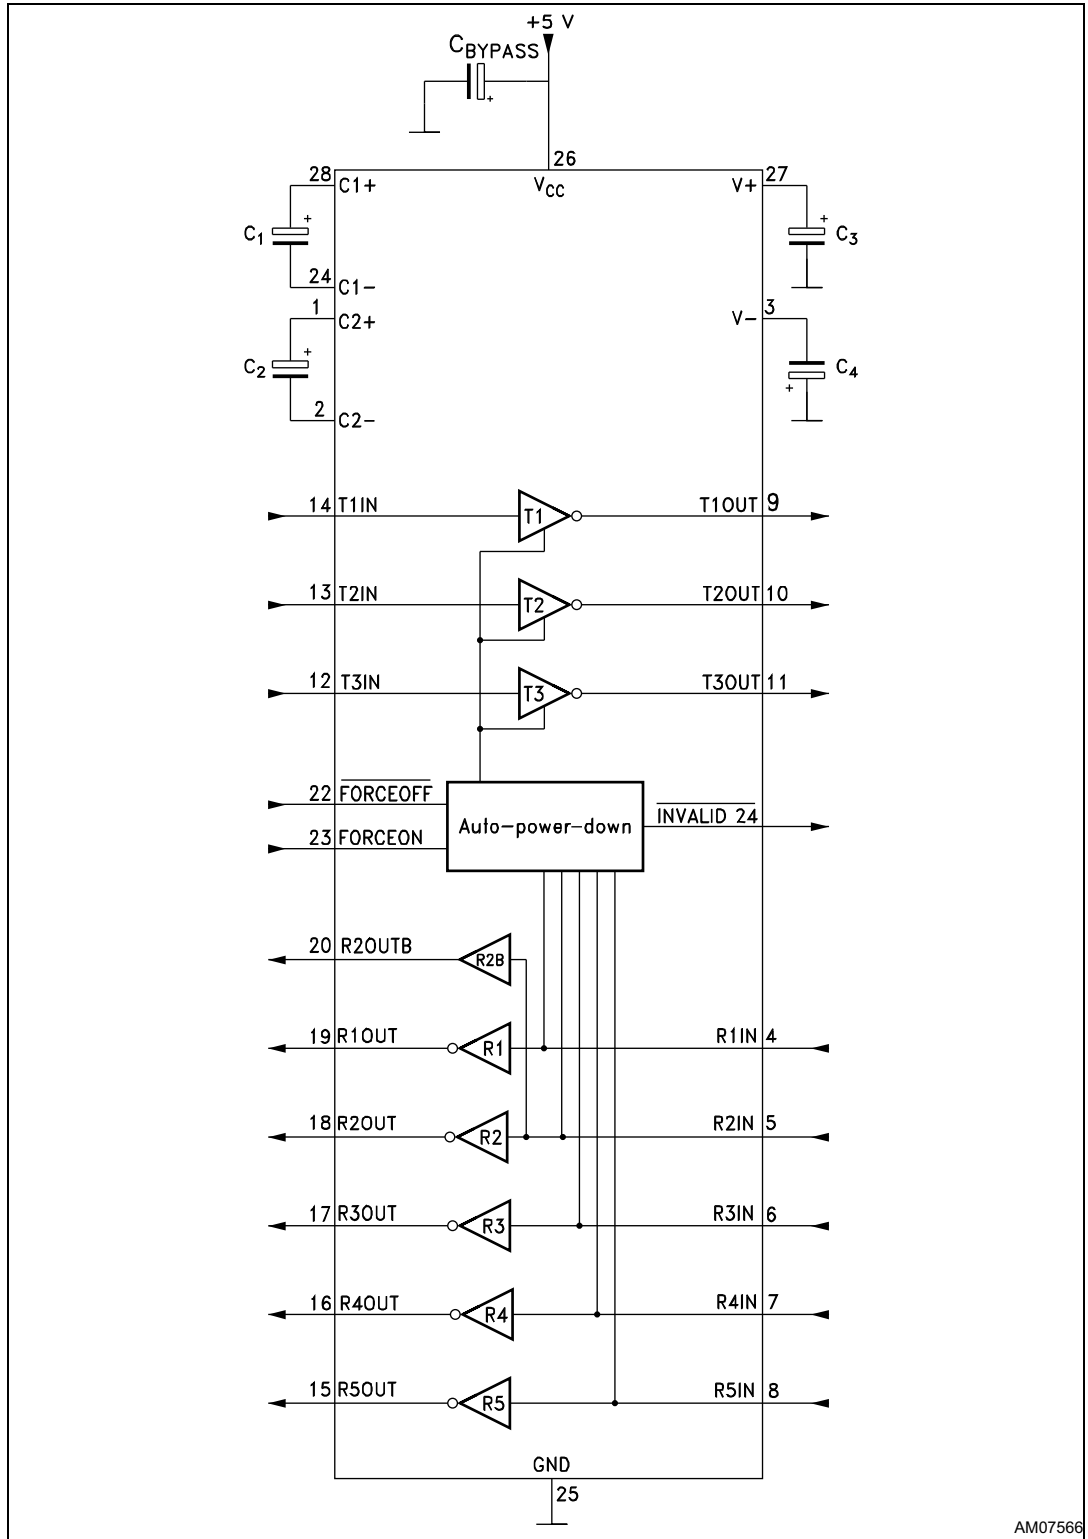 +5 V
CBYPASS
26
VCC
28 C1+
V+ 27
C1
+
+
C3
24 C1-
1 C2+
V- 3
C2
+
+
C4
2 C2-
14 T1IN
T1
T1OUT 9
13 T2IN
T2
T2OUT 10
12 T3IN
T3
T3OUT 11
22 FORCEOFF
23 FORCEON
Auto-power-down
INVALID 24
20 R2OUTB
R2B
19 R1OUT
R1
R1IN 4
18 R2OUT
R2
R2IN 5
17 R3OUT
R3
R3IN 6
16 R4OUT
R4
R4IN 7
15 R5OUT
R5
R5IN 8
GND
25
AM07566